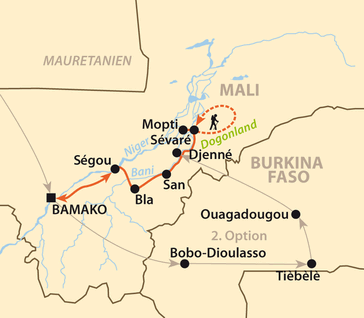 MAURETANIEN
MALI
Mopti
Sévaré
Dogonland
Niger
Djenné
Ségou
Bani
BURKINA
FASO
San
Bla
BAMAKO
Ouagadougou
2. Option
Bobo-Dioulasso
Tièbèlè